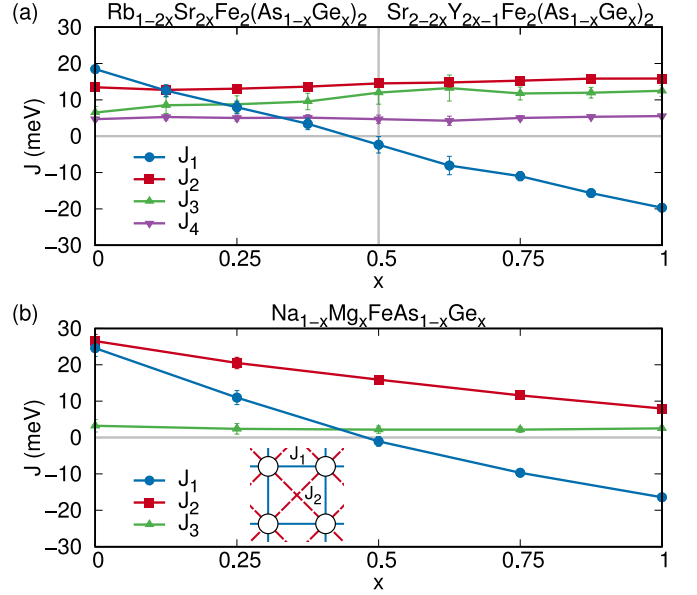 (a) Rb₁₋₂ₓSr₂ₓFe₂(As₁₋ₓGeₓ)₂ Sr₂₋₂ₓY₂ₓ₋₁Fe₂(As₁₋ₓGeₓ)₂
30
20
10
0
−10
−20
−30
J (meV)
J₁
J₂
J₃
J₄
0 0.25 0.5 0.75 1
x
(b) Na₁₋ₓMgₓFeAs₁₋ₓGeₓ
30
20
10
0
−10
−20
−30
J (meV)
J₁
J₂
J₃
J₁
J₂
0 0.25 0.5 0.75 1
x